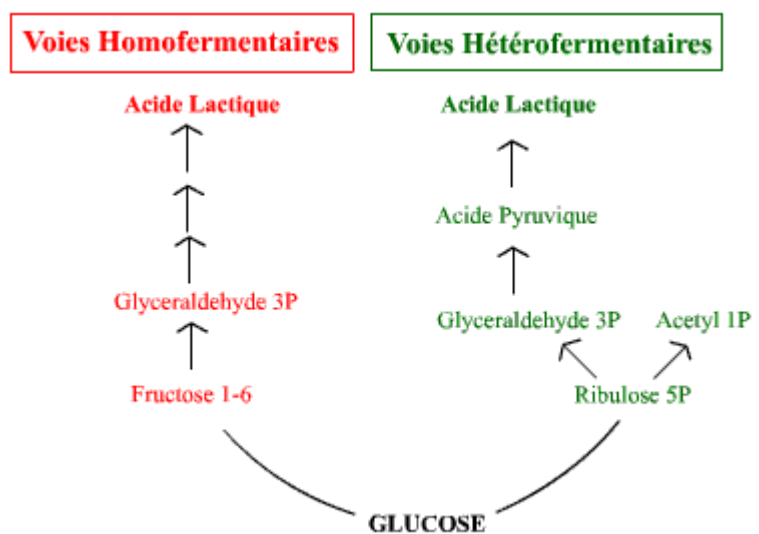 Voies Homofermentaires
Voies Hétérofermentaires
Acide Lactique
Acide Lactique
Acide Pyruvique
Glyceraldehyde 3P
Glyceraldehyde 3P
Acetyl 1P
Fructose 1-6
Ribulose 5P
GLUCOSE